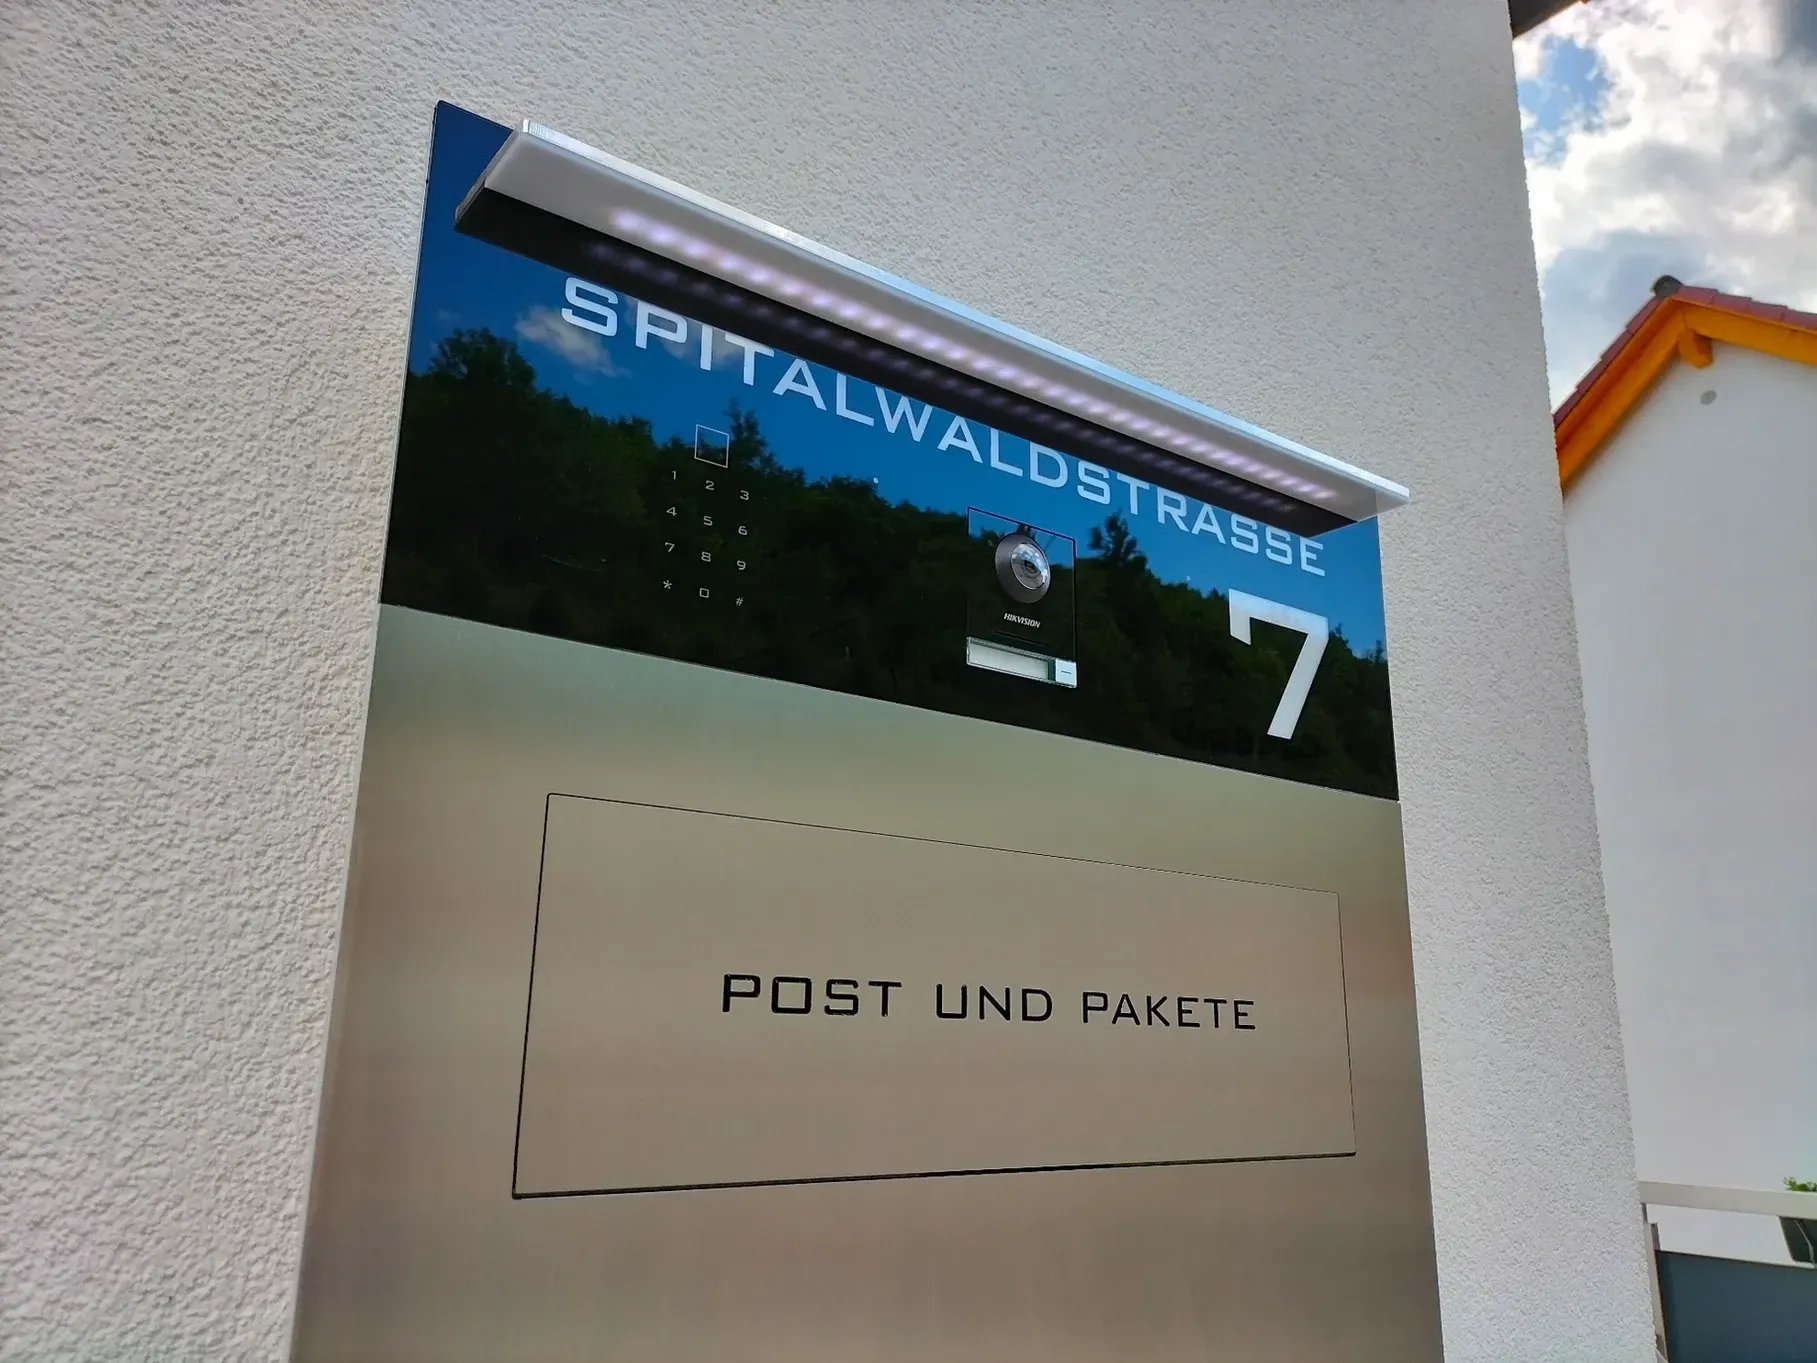 SPITALWALDSTRASSE
7
1 2 3
4 5 6
7 8 9
* 0 #
HIKVISION
POST UND PAKETE